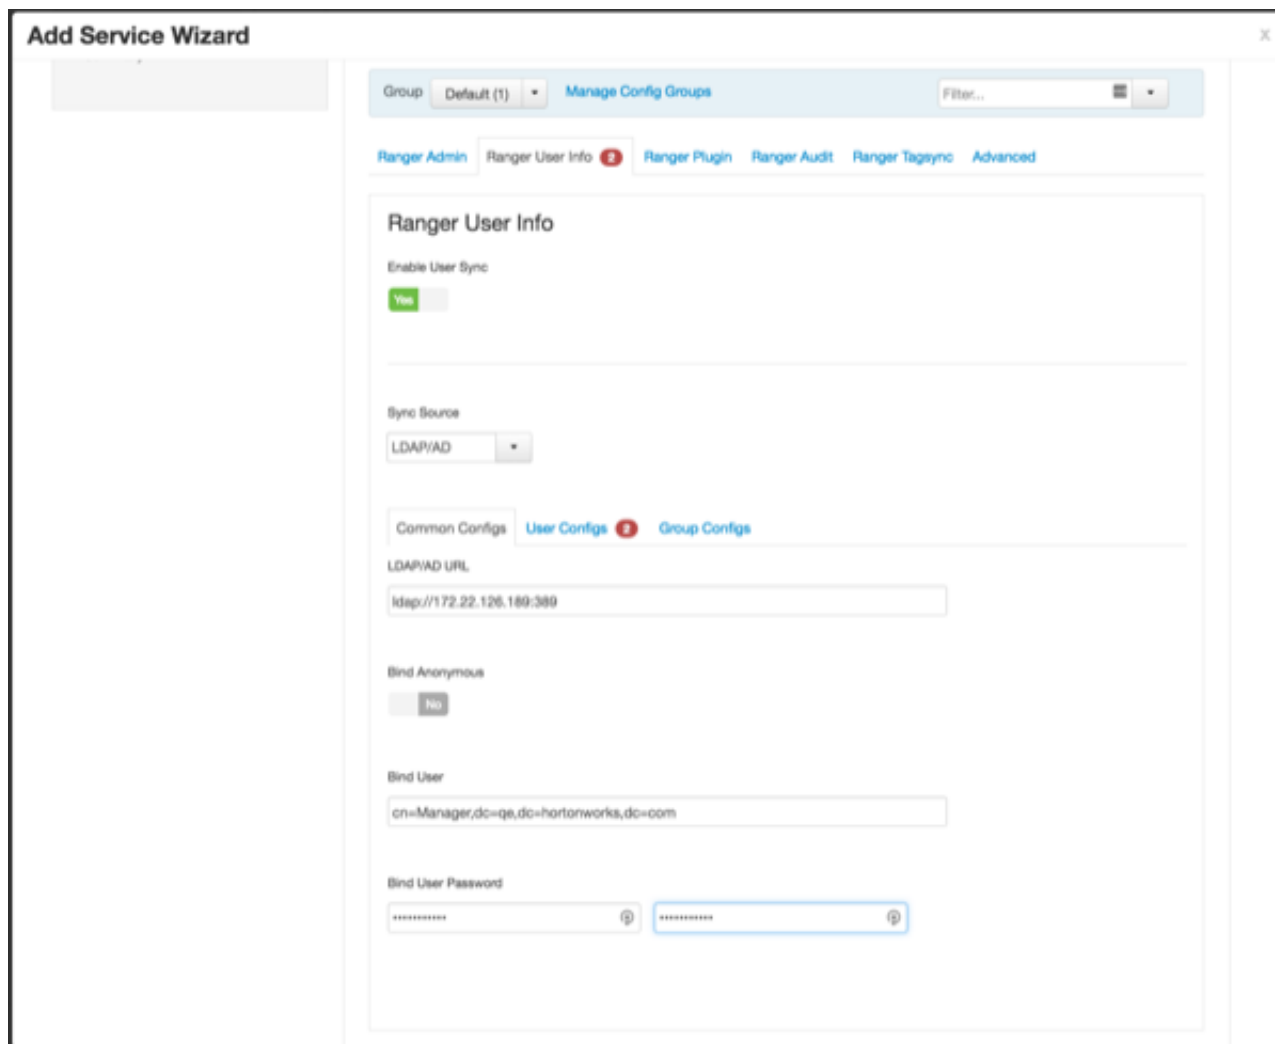 Add Service Wizard
x
Group Default (1) Manage Config Groups Filter...
Ranger Admin Ranger User Info 2 Ranger Plugin Ranger Audit Ranger Tagsync Advanced
Ranger User Info
Enable User Sync
Yes
Sync Source
LDAP/AD
Common Configs User Configs 2 Group Configs
LDAP/AD URL
ldap://172.22.126.189:389
Bind Anonymous
No
Bind User
cn=Manager,dc=qe,dc=hortonworks,dc=com
Bind User Password
••••••••••• •••••••••••